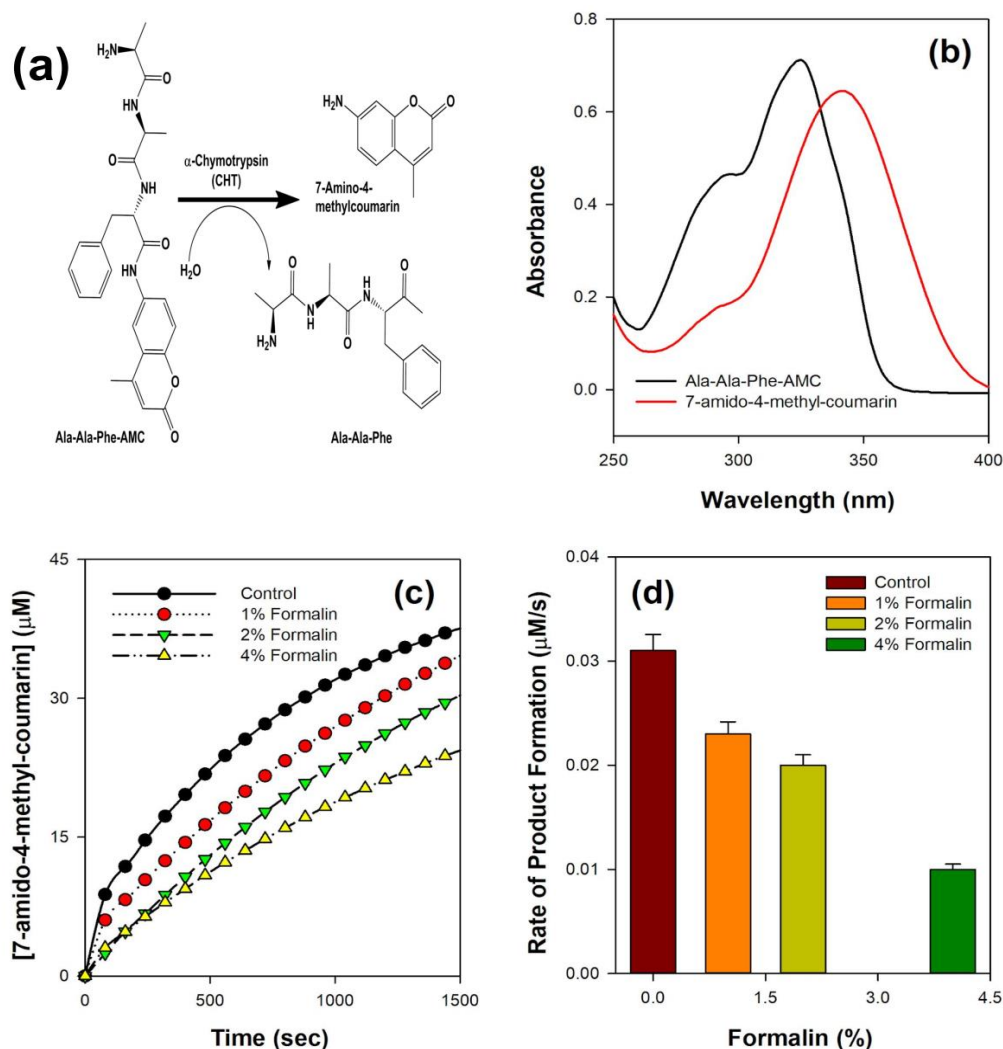 (a)
H₂N
O
NH
O
NH
O
NH
O
O
Ala-Ala-Phe-AMC
α-Chymotrypsin
(CHT)
H₂O
H₂N
O
O
7-Amino-4-
methylcoumarin
O
H
N
O
N
H
O
H₂N
Ala-Ala-Phe
(b)
0.8
0.6
0.4
0.2
0.0
250
300
350
400
Absorbance
Wavelength (nm)
Ala-Ala-Phe-AMC
7-amido-4-methyl-coumarin
(c)
45
30
15
0
0
500
1000
1500
[7-amido-4-methyl-coumarin] (μM)
Time (sec)
Control
1% Formalin
2% Formalin
4% Formalin
(d)
0.04
0.03
0.02
0.01
0.00
0.0
1.5
3.0
4.5
Rate of Product Formation (μM/s)
Formalin (%)
Control
1% Formalin
2% Formalin
4% Formalin